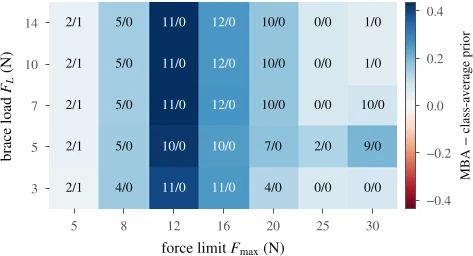 14 2/1 5/0 11/0 12/0 10/0 0/0 1/0
10 2/1 5/0 11/0 12/0 10/0 0/0 1/0
7 2/1 5/0 11/0 12/0 10/0 0/0 10/0
5 2/1 5/0 10/0 10/0 7/0 2/0 9/0
3 2/1 4/0 11/0 11/0 4/0 0/0 0/0
5 8 12 16 20 25 30
force limit Fmax (N)
brace load FL (N)
0.4
0.2
0.0
−0.2
−0.4
MBA − class-average prior